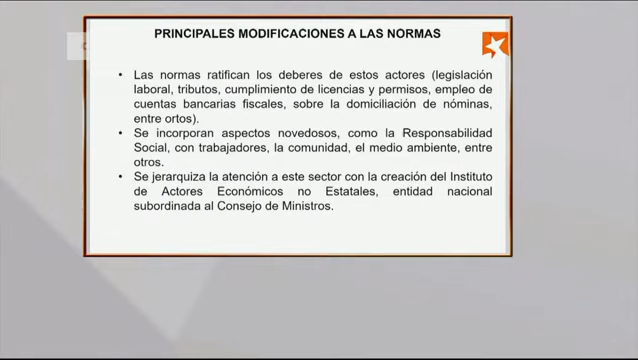 PRINCIPALES MODIFICACIONES A LAS NORMAS
• Las normas ratifican los deberes de estos actores (legislación
laboral, tributos, cumplimiento de licencias y permisos, empleo de
cuentas bancarias fiscales, sobre la domiciliación de nóminas,
entre ortos).
• Se incorporan aspectos novedosos, como la Responsabilidad
Social, con trabajadores, la comunidad, el medio ambiente, entre
otros.
• Se jerarquiza la atención a este sector con la creación del Instituto
de Actores Económicos no Estatales, entidad nacional
subordinada al Consejo de Ministros.